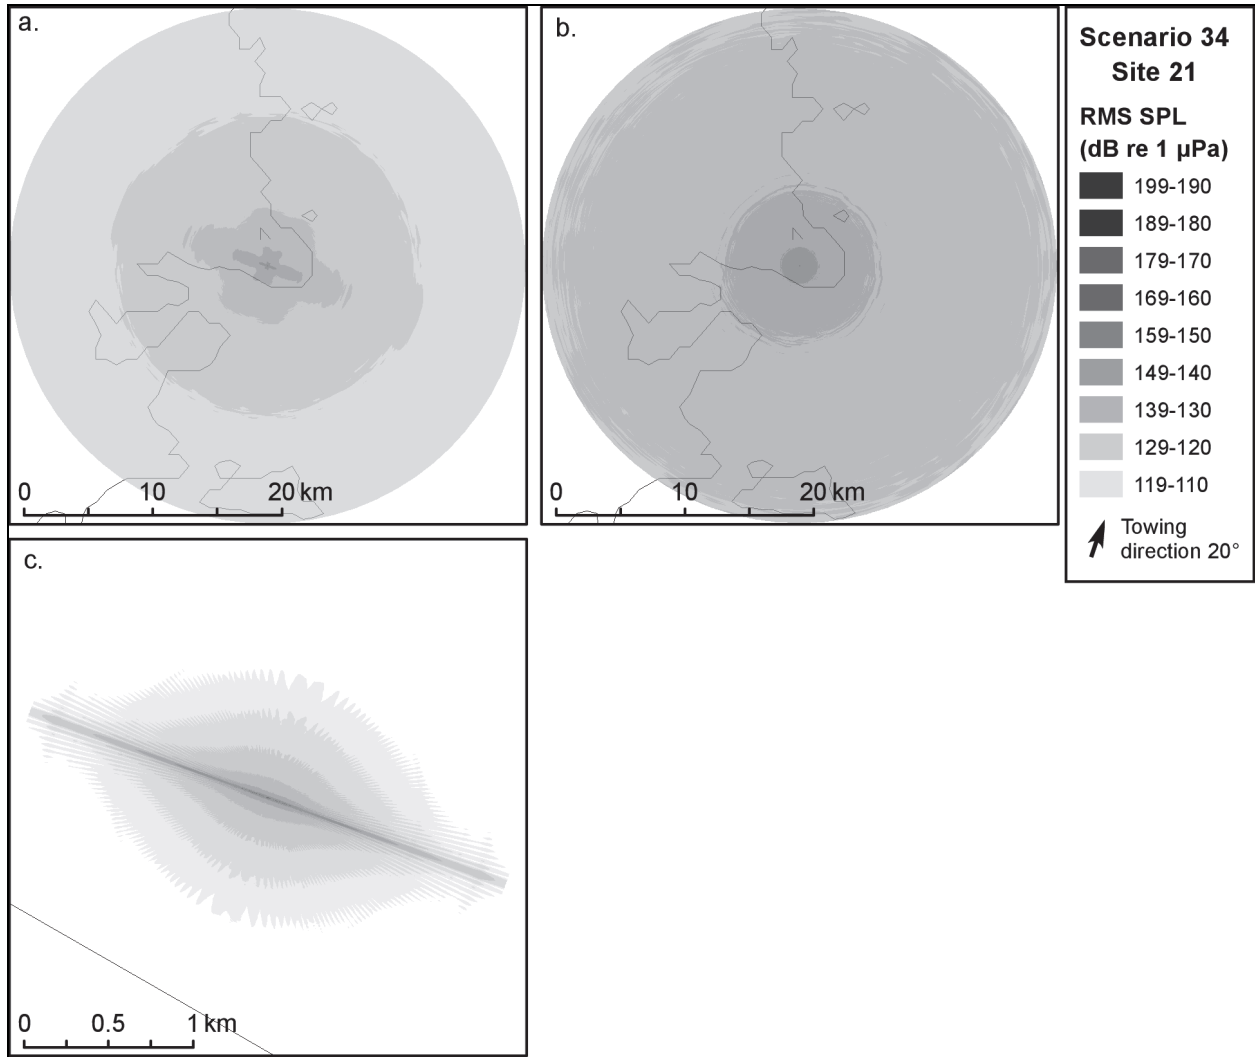 a.
0 10 20 km
b.
0 10 20 km
Scenario 34
Site 21
RMS SPL
(dB re 1 µPa)
199-190
189-180
179-170
169-160
159-150
149-140
139-130
129-120
119-110
Towing
direction 20°
c.
0 0.5 1 km